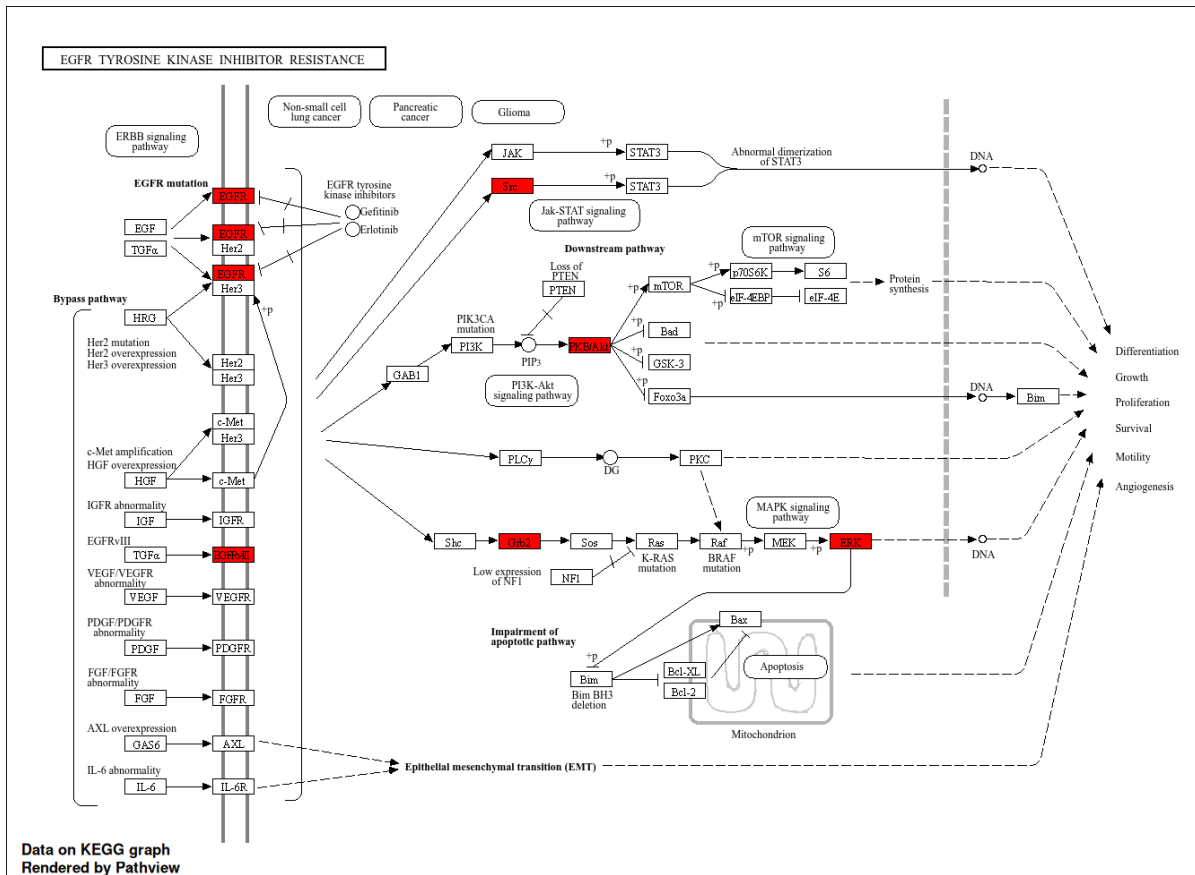 EGFR TYROSINE KINASE INHIBITOR RESISTANCE
Non-small cell
lung cancer
Pancreatic
cancer
Glioma
ERBB signaling
pathway
EGFR mutation
EGFR
EGF
TGFα
EGFR
Her2
EGFR
Her3
EGFR tyrosine
kinase inhibitors
Gefitinib
Erlotinib
JAK
+p
STAT3
Src
+p
STAT3
Abnormal dimerization
of STAT3
DNA
Jak-STAT signaling
pathway
Bypass pathway
HRG
+p
Her2 mutation
Her2 overexpression
Her3 overexpression
Her2
Her3
c-Met
Her3
c-Met amplification
HGF overexpression
HGF
c-Met
IGFR abnormality
IGF
IGFR
EGFRvIII
TGFα
EGFRvIII
VEGF/VEGFR
abnormality
VEGF
VEGFR
PDGF/PDGFR
abnormality
PDGF
PDGFR
FGF/FGFR
abnormality
FGF
FGFR
AXL overexpression
GAS6
AXL
IL-6 abnormality
IL-6
IL-6R
Downstream pathway
mTOR signaling
pathway
Loss of
PTEN
PTEN
PIK3CA
mutation
PI3K
GAB1
PIP3
PKB/Akt
PI3K-Akt
signaling pathway
+p
mTOR
+p
p70S6K
S6
+p
eIF-4EBP
eIF-4E
Protein
synthesis
+p
Bad
+p
GSK-3
+p
Foxo3a
DNA
Bim
Differentiation
Growth
Proliferation
Survival
Motility
Angiogenesis
PLCγ
DG
PKC
MAPK signaling
pathway
Shc
Grb2
Sos
Ras
Raf
+p
MEK
+p
ERK
DNA
K-RAS
mutation
BRAF
mutation
Low expression
of NF1
NF1
Impairment of
apoptotic pathway
+p
Bim
Bim BH3
deletion
Bax
Bcl-XL
Bcl-2
Apoptosis
Mitochondrion
Epithelial mesenchymal transition (EMT)
Data on KEGG graph
Rendered by Pathview